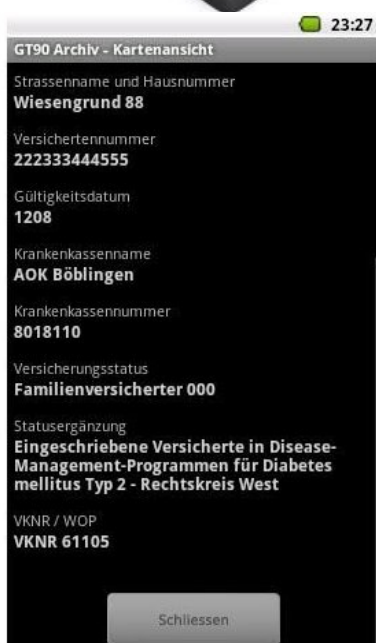 23:27
GT90 Archiv - Kartenansicht
Strassenname und Hausnummer
Wiesengrund 88
Versichertennummer
222333444555
Gültigkeitsdatum
1208
Krankenkassenname
AOK Böblingen
Krankenkassennummer
8018110
Versicherungsstatus
Familienversicherter 000
Statusergänzung
Eingeschriebene Versicherte in Disease-
Management-Programmen für Diabetes
mellitus Typ 2 - Rechtskreis West
VKNR / WOP
VKNR 61105
Schliessen